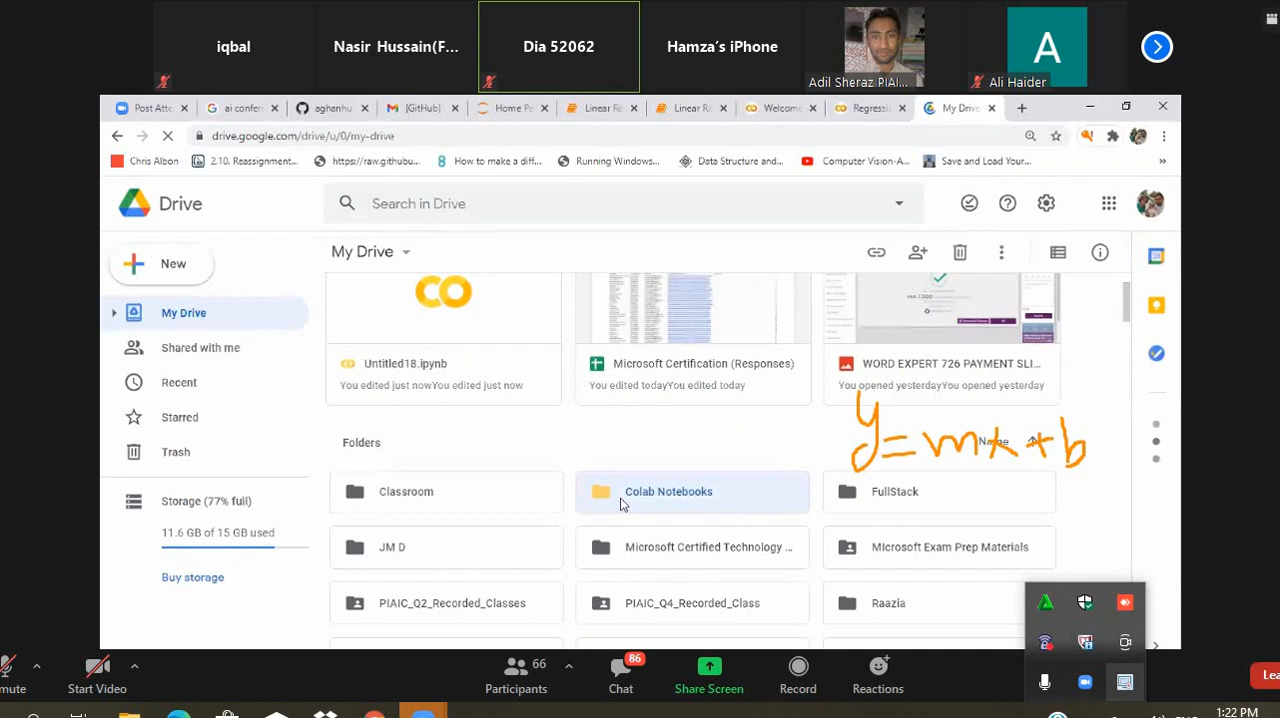 iqbal
Nasir Hussain(F...
Dia 52062
Hamza's iPhone
Adil Sheraz PIAI...
A
Ali Haider
Post Atte
ai confer
aghanhu
[GitHub]
Home P
Linear Re
Linear R
Welcome
Regressi
My Drive
drive.google.com/drive/u/0/my-drive
Chris Albon
2.10. Reassignment...
https://raw.githubu...
How to make a diff...
Running Windows...
Data Structure and...
Computer Vision-A...
Save and Load Your...
Drive
Search in Drive
New
My Drive
My Drive
Shared with me
Recent
Starred
Trash
Storage (77% full)
11.6 GB of 15 GB used
Buy storage
Untitled18.ipynb
You edited just nowYou edited just now
Microsoft Certification (Responses)
You edited todayYou edited today
WORD EXPERT 726 PAYMENT SLI...
You opened yesterdayYou opened yesterday
y=mx+b
Folders
Name
Classroom
Colab Notebooks
FullStack
JM D
Microsoft Certified Technology ...
Microsoft Exam Prep Materials
PIAIC_Q2_Recorded_Classes
PIAIC_Q4_Recorded_Class
Raazia
mute
Start Video
66
Participants
86
Chat
Share Screen
Record
Reactions
Lea
1:22 PM